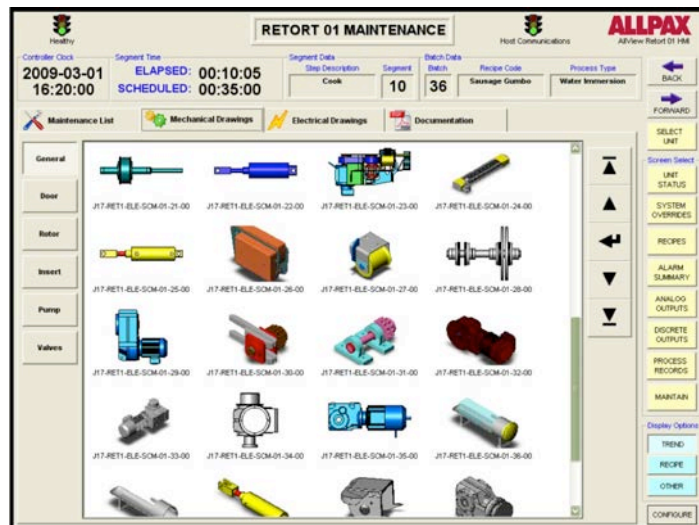 RETORT 01 MAINTENANCE
Healthy
Host Communications
ALLPAX
AllView Retort 01 HMI
Controller Clock
2009-03-01
16:20:00
Segment Time
ELAPSED: 00:10:05
SCHEDULED: 00:35:00
Segment Data
Step Description
Cook
Segment
10
Batch Data
Batch
36
Recipe Code
Sausage Gumbo
Process Type
Water Immersion
Maintenance List
Mechanical Drawings
Electrical Drawings
Documentation
General
Door
Rotor
Insert
Pump
Valves
J17-RET1-ELE-SCM-01-21-00
J17-RET1-ELE-SCM-01-22-00
J17-RET1-ELE-SCM-01-23-00
J17-RET1-ELE-SCM-01-24-00
J17-RET1-ELE-SCM-01-25-00
J17-RET1-ELE-SCM-01-26-00
J17-RET1-ELE-SCM-01-27-00
J17-RET1-ELE-SCM-01-28-00
J17-RET1-ELE-SCM-01-29-00
J17-RET1-ELE-SCM-01-30-00
J17-RET1-ELE-SCM-01-31-00
J17-RET1-ELE-SCM-01-32-00
J17-RET1-ELE-SCM-01-33-00
J17-RET1-ELE-SCM-01-34-00
J17-RET1-ELE-SCM-01-35-00
J17-RET1-ELE-SCM-01-36-00
BACK
FORWARD
SELECT
UNIT
Screen Select
UNIT
STATUS
SYSTEM
OVERRIDES
RECIPES
ALARM
SUMMARY
ANALOG
OUTPUTS
DISCRETE
OUTPUTS
PROCESS
RECORDS
MAINTAIN
Display Options
TREND
RECIPE
OTHER
CONFIGURE